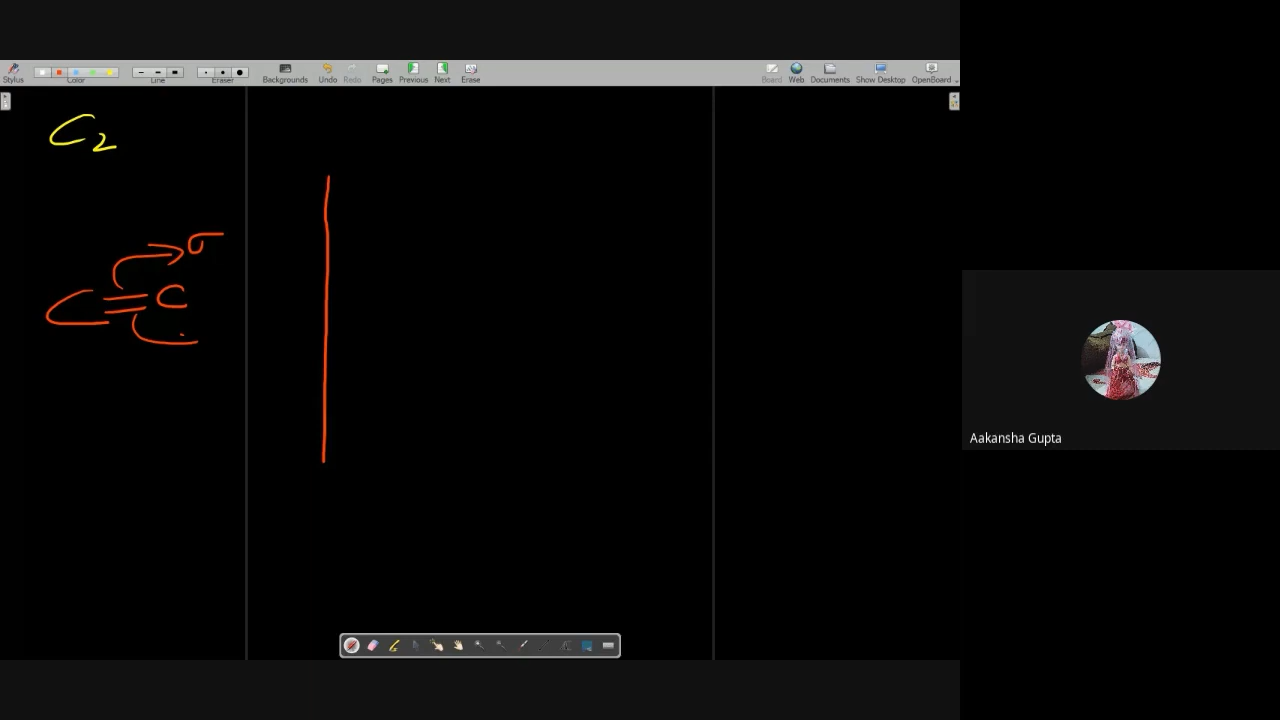 Stylus Color Line Eraser Backgrounds Undo Redo Pages Previous Next Erase Board Web Documents Show Desktop OpenBoard
C2
σ
C=C
Aakansha Gupta